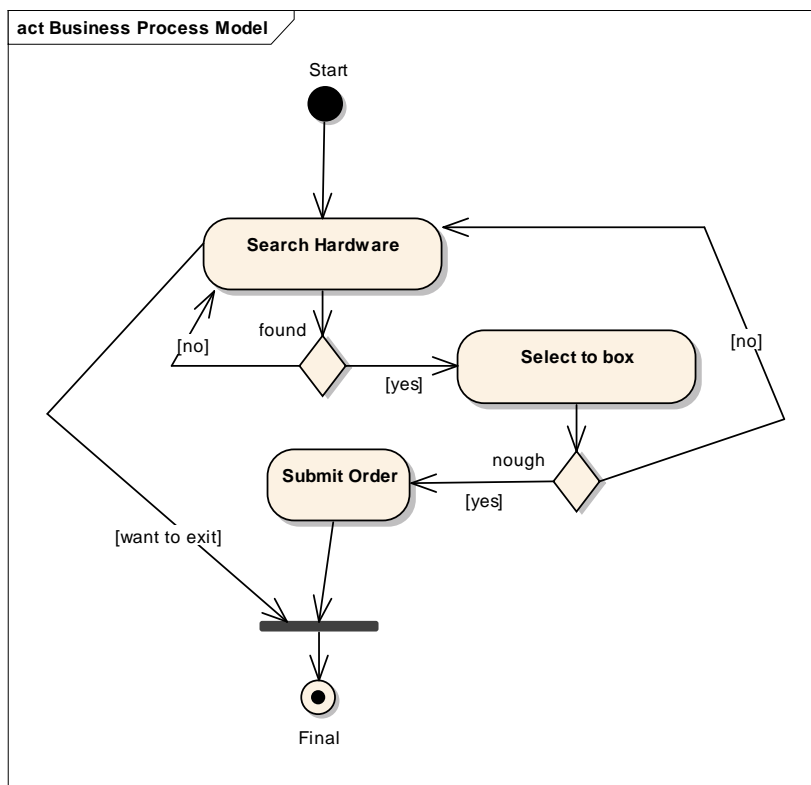 act Business Process Model
Start
Search Hardware
found
[no]
[yes]
Select to box
[no]
nough
Submit Order
[yes]
[want to exit]
Final